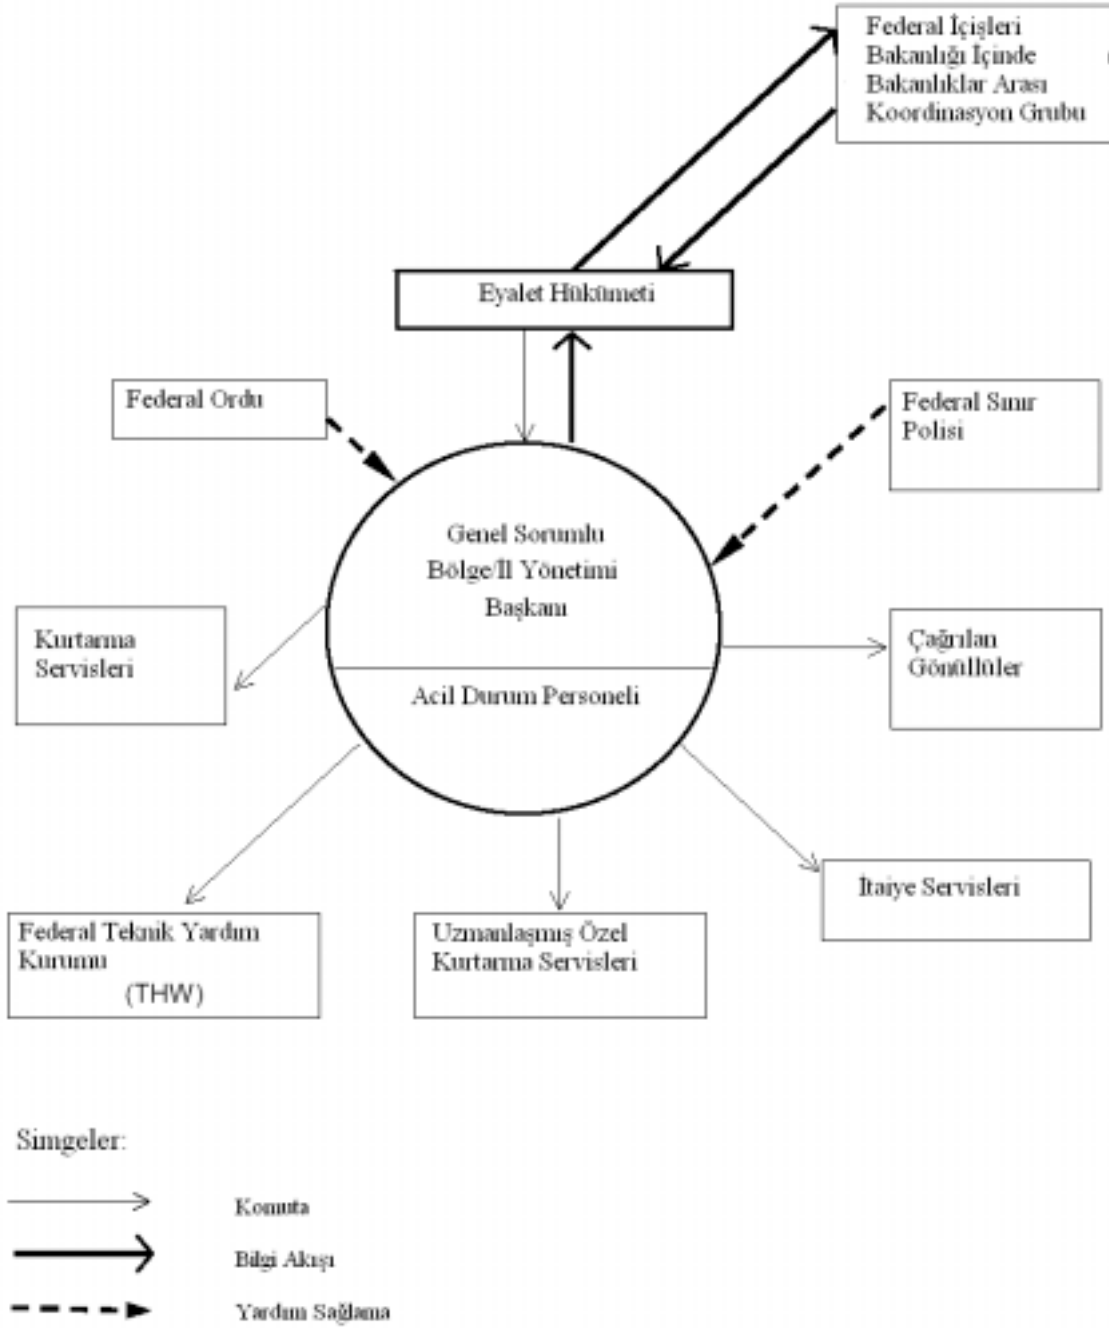 Federal İçişleri
Bakanlığı İçinde
Bakanlıklar Arası
Koordinasyon Grubu
Eyalet Hükümeti
Federal Ordu
Federal Sınır
Polisi
Genel Sorumlu
Bölge/İl Yönetimi
Başkanı
Acil Durum Personeli
Kurtarma
Servisleri
Çağrılan
Gönüllüler
İtaiye Servisleri
Federal Teknik Yardım
Kurumu
(THW)
Uzmanlaşmış Özel
Kurtarma Servisleri
Simgeler:
Komuta
Bilgi Akışı
Yardım Sağlama